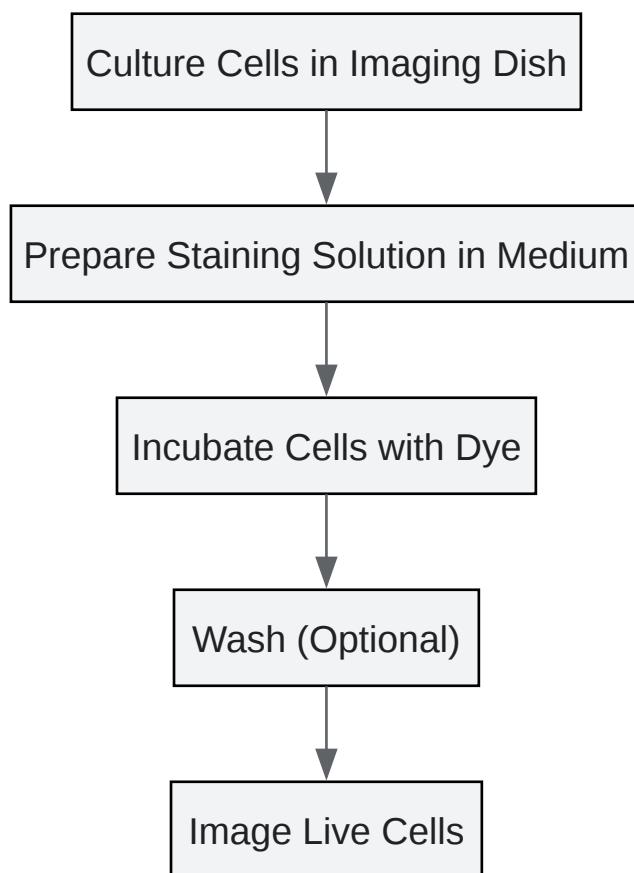 Culture Cells in Imaging Dish
Prepare Staining Solution in Medium
Incubate Cells with Dye
Wash (Optional)
Image Live Cells